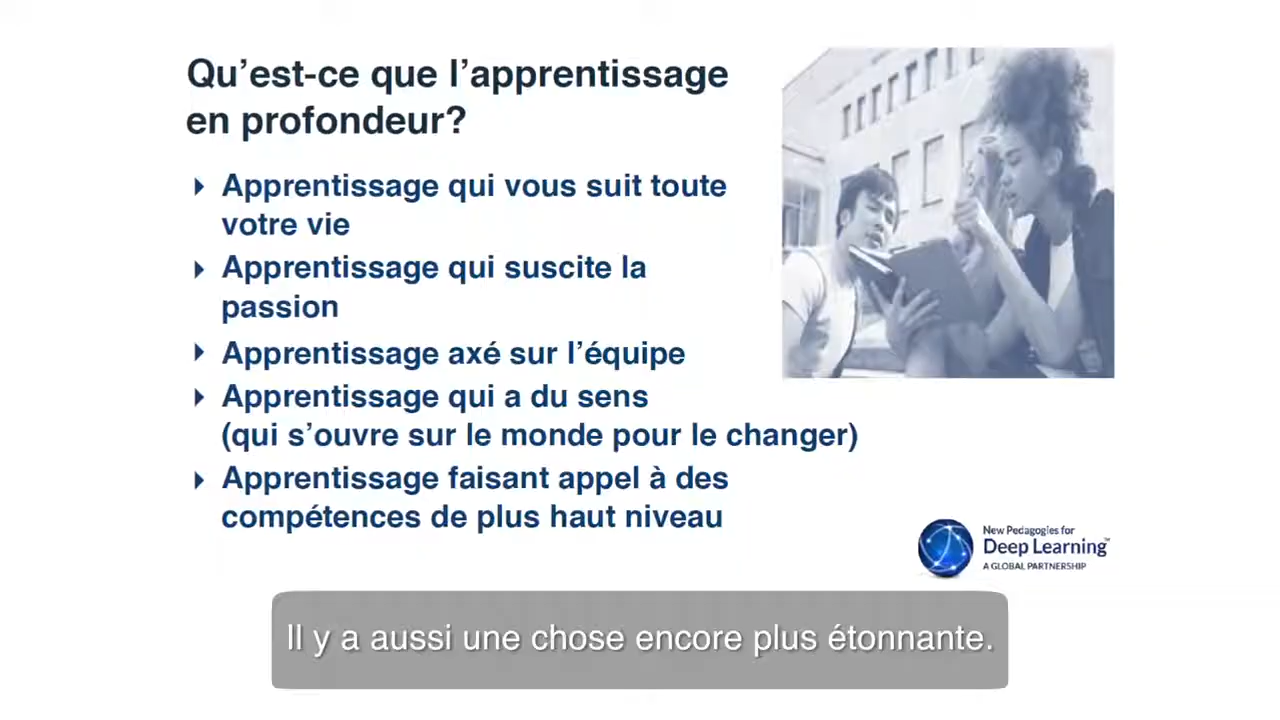 Qu’est-ce que l’apprentissage
en profondeur?
Apprentissage qui vous suit toute
votre vie
Apprentissage qui suscite la
passion
Apprentissage axé sur l’équipe
Apprentissage qui a du sens
(qui s’ouvre sur le monde pour le changer)
Apprentissage faisant appel à des
compétences de plus haut niveau
New Pedagogies for
Deep Learning™
A GLOBAL PARTNERSHIP
Il y a aussi une chose encore plus étonnante.